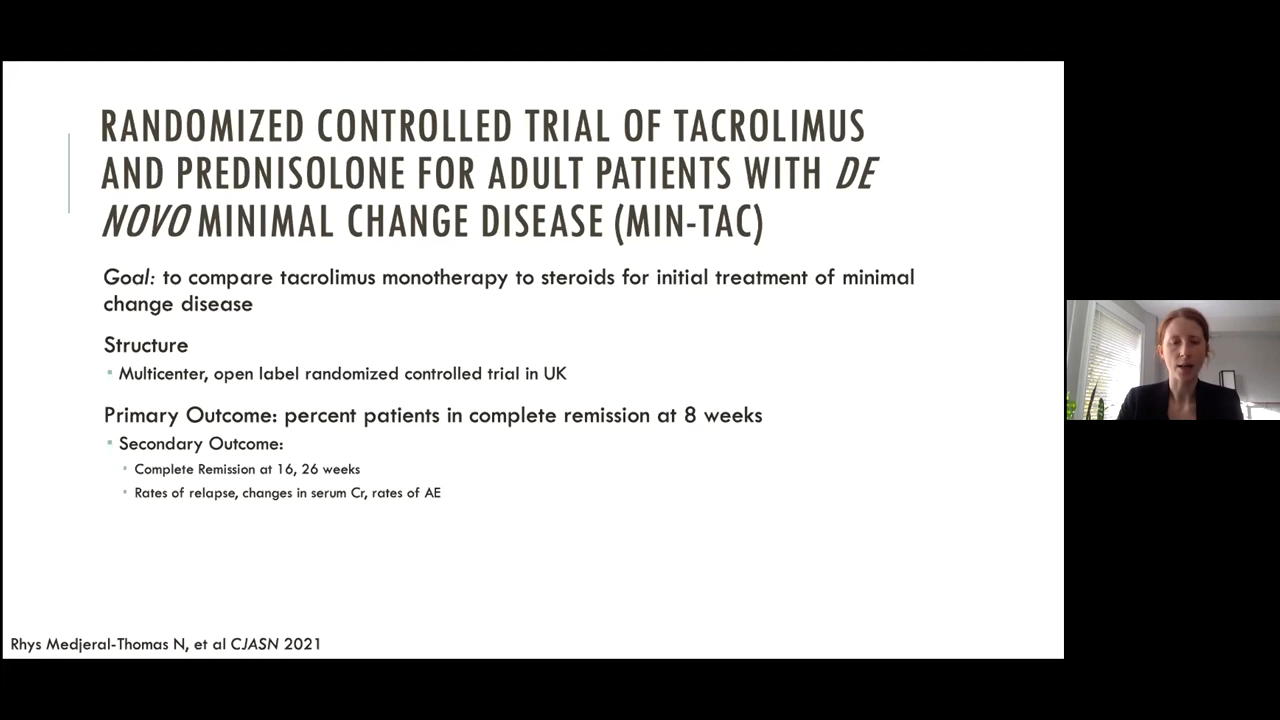 RANDOMIZED CONTROLLED TRIAL OF TACROLIMUS
AND PREDNISOLONE FOR ADULT PATIENTS WITH DE
NOVO MINIMAL CHANGE DISEASE (MIN-TAC)
Goal: to compare tacrolimus monotherapy to steroids for initial treatment of minimal
change disease
Structure
▪ Multicenter, open label randomized controlled trial in UK
Primary Outcome: percent patients in complete remission at 8 weeks
▪ Secondary Outcome:
▪ Complete Remission at 16, 26 weeks
▪ Rates of relapse, changes in serum Cr, rates of AE
Rhys Medjeral-Thomas N, et al CJASN 2021